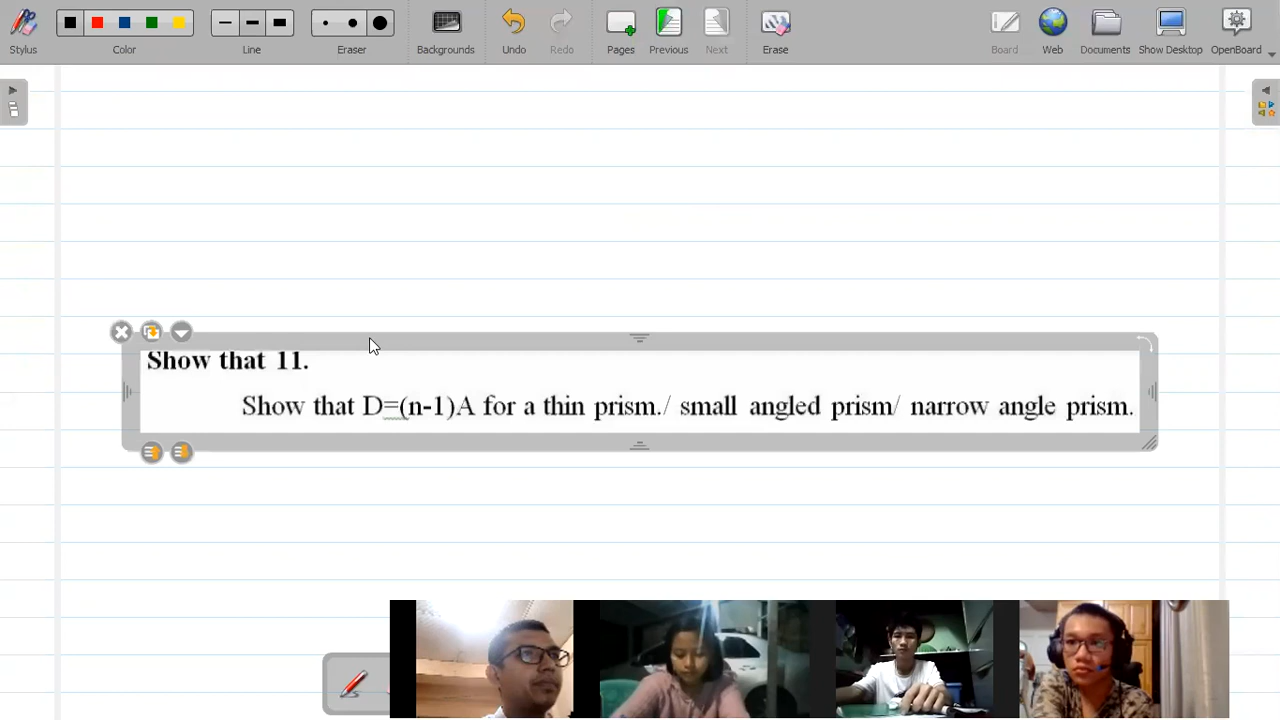 Stylus Color Line Eraser Backgrounds Undo Redo Pages Previous Next Erase Board Web Documents Show Desktop OpenBoard
Show that 11.
Show that D=(n-1)A for a thin prism./ small angled prism/ narrow angle prism.